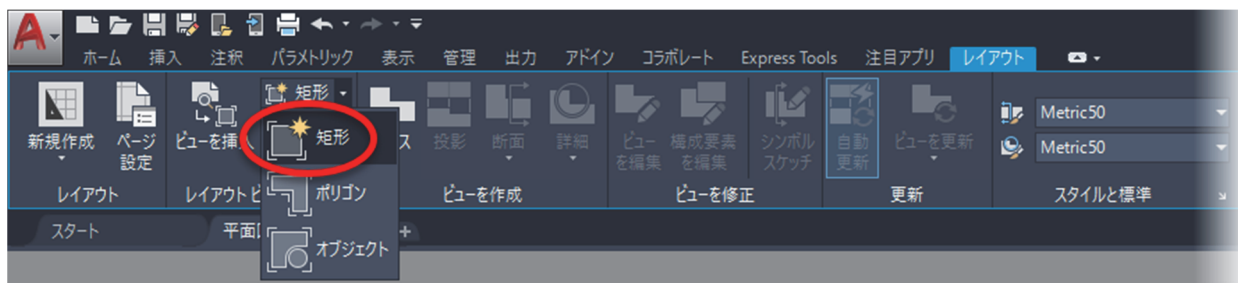 ホーム 挿入 注釈 パラメトリック 表示 管理 出力 アドイン コラボレート Express Tools 注目アプリ レイアウト
矩形
新規作成 ページ設定 ビューを挿 矩形 ス 投影 断面 詳細 ビューを編集 構成要素を編集 シンボルスケッチ 自動更新 ビューを更新 Metric50
Metric50
レイアウト レイアウトビ ポリゴン ビューを作成 ビューを修正 更新 スタイルと標準
スタート 平面 オブジェクト +